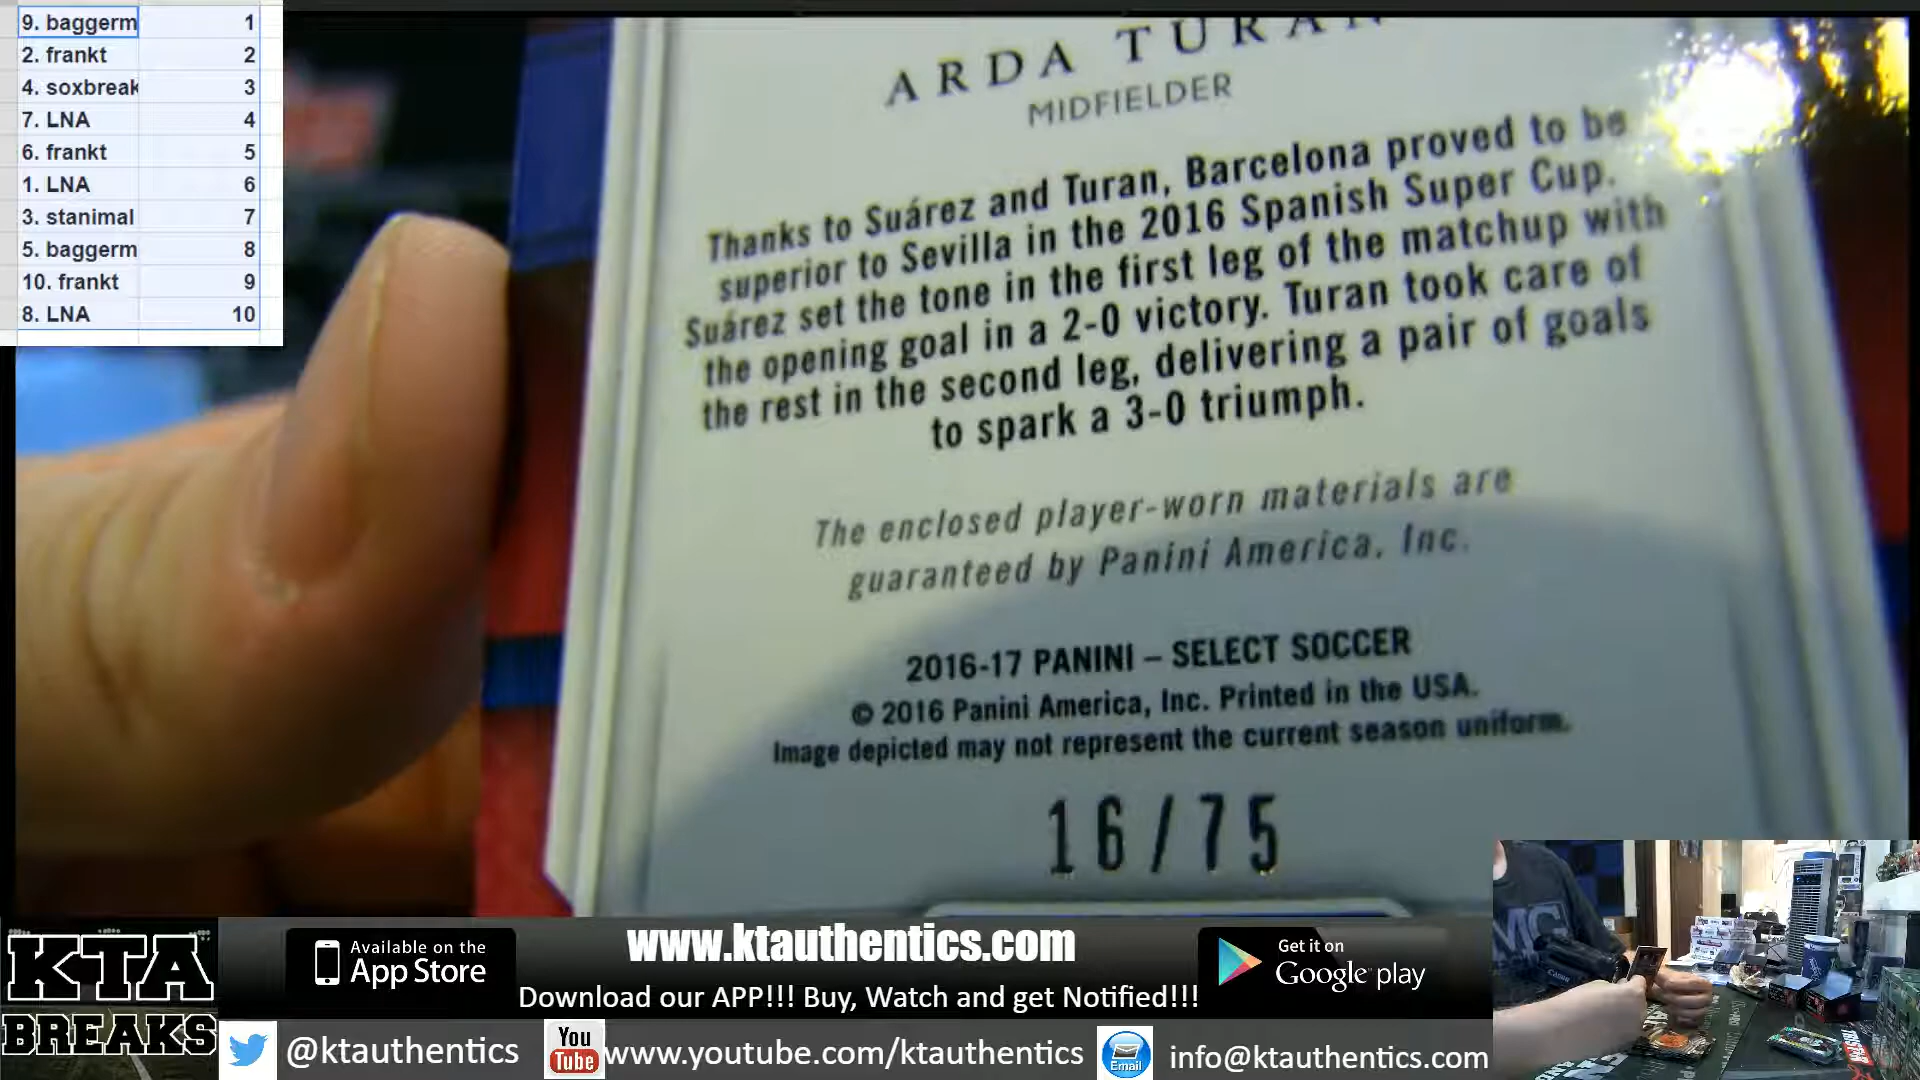 9. baggerm 1
2. frankt 2
4. soxbreak 3
7. LNA 4
6. frankt 5
1. LNA 6
3. stanimal 7
5. baggerm 8
10. frankt 9
8. LNA 10
ARDA TURAN
MIDFIELDER
Thanks to Suárez and Turan, Barcelona proved to be
superior to Sevilla in the 2016 Spanish Super Cup.
Suárez set the tone in the first leg of the matchup with
the opening goal in a 2-0 victory. Turan took care of
the rest in the second leg, delivering a pair of goals
to spark a 3-0 triumph.
The enclosed player-worn materials are
guaranteed by Panini America, Inc.
2016-17 PANINI – SELECT SOCCER
© 2016 Panini America, Inc. Printed in the USA.
Image depicted may not represent the current season uniform.
16/75
KTA
BREAKS
Available on the
App Store
www.ktauthentics.com
Get it on
Google play
Download our APP!!! Buy, Watch and get Notified!!!
@ktauthentics
You
Tube
www.youtube.com/ktauthentics
Email
info@ktauthentics.com